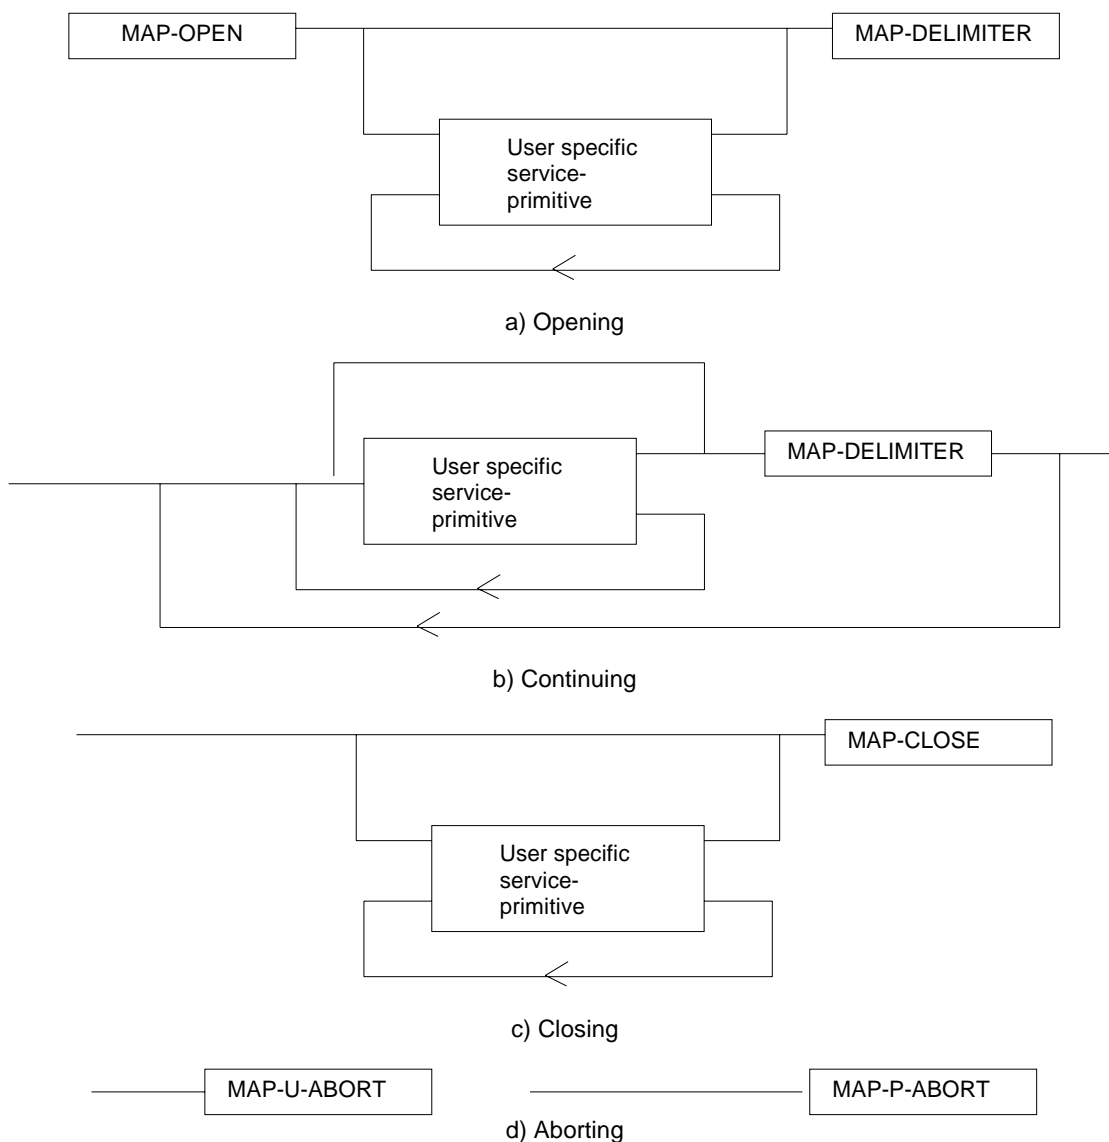 MAP-OPEN
MAP-DELIMITER
User specific
service-
primitive
a) Opening
User specific
service-
primitive
MAP-DELIMITER
b) Continuing
MAP-CLOSE
User specific
service-
primitive
c) Closing
MAP-U-ABORT
MAP-P-ABORT
d) Aborting